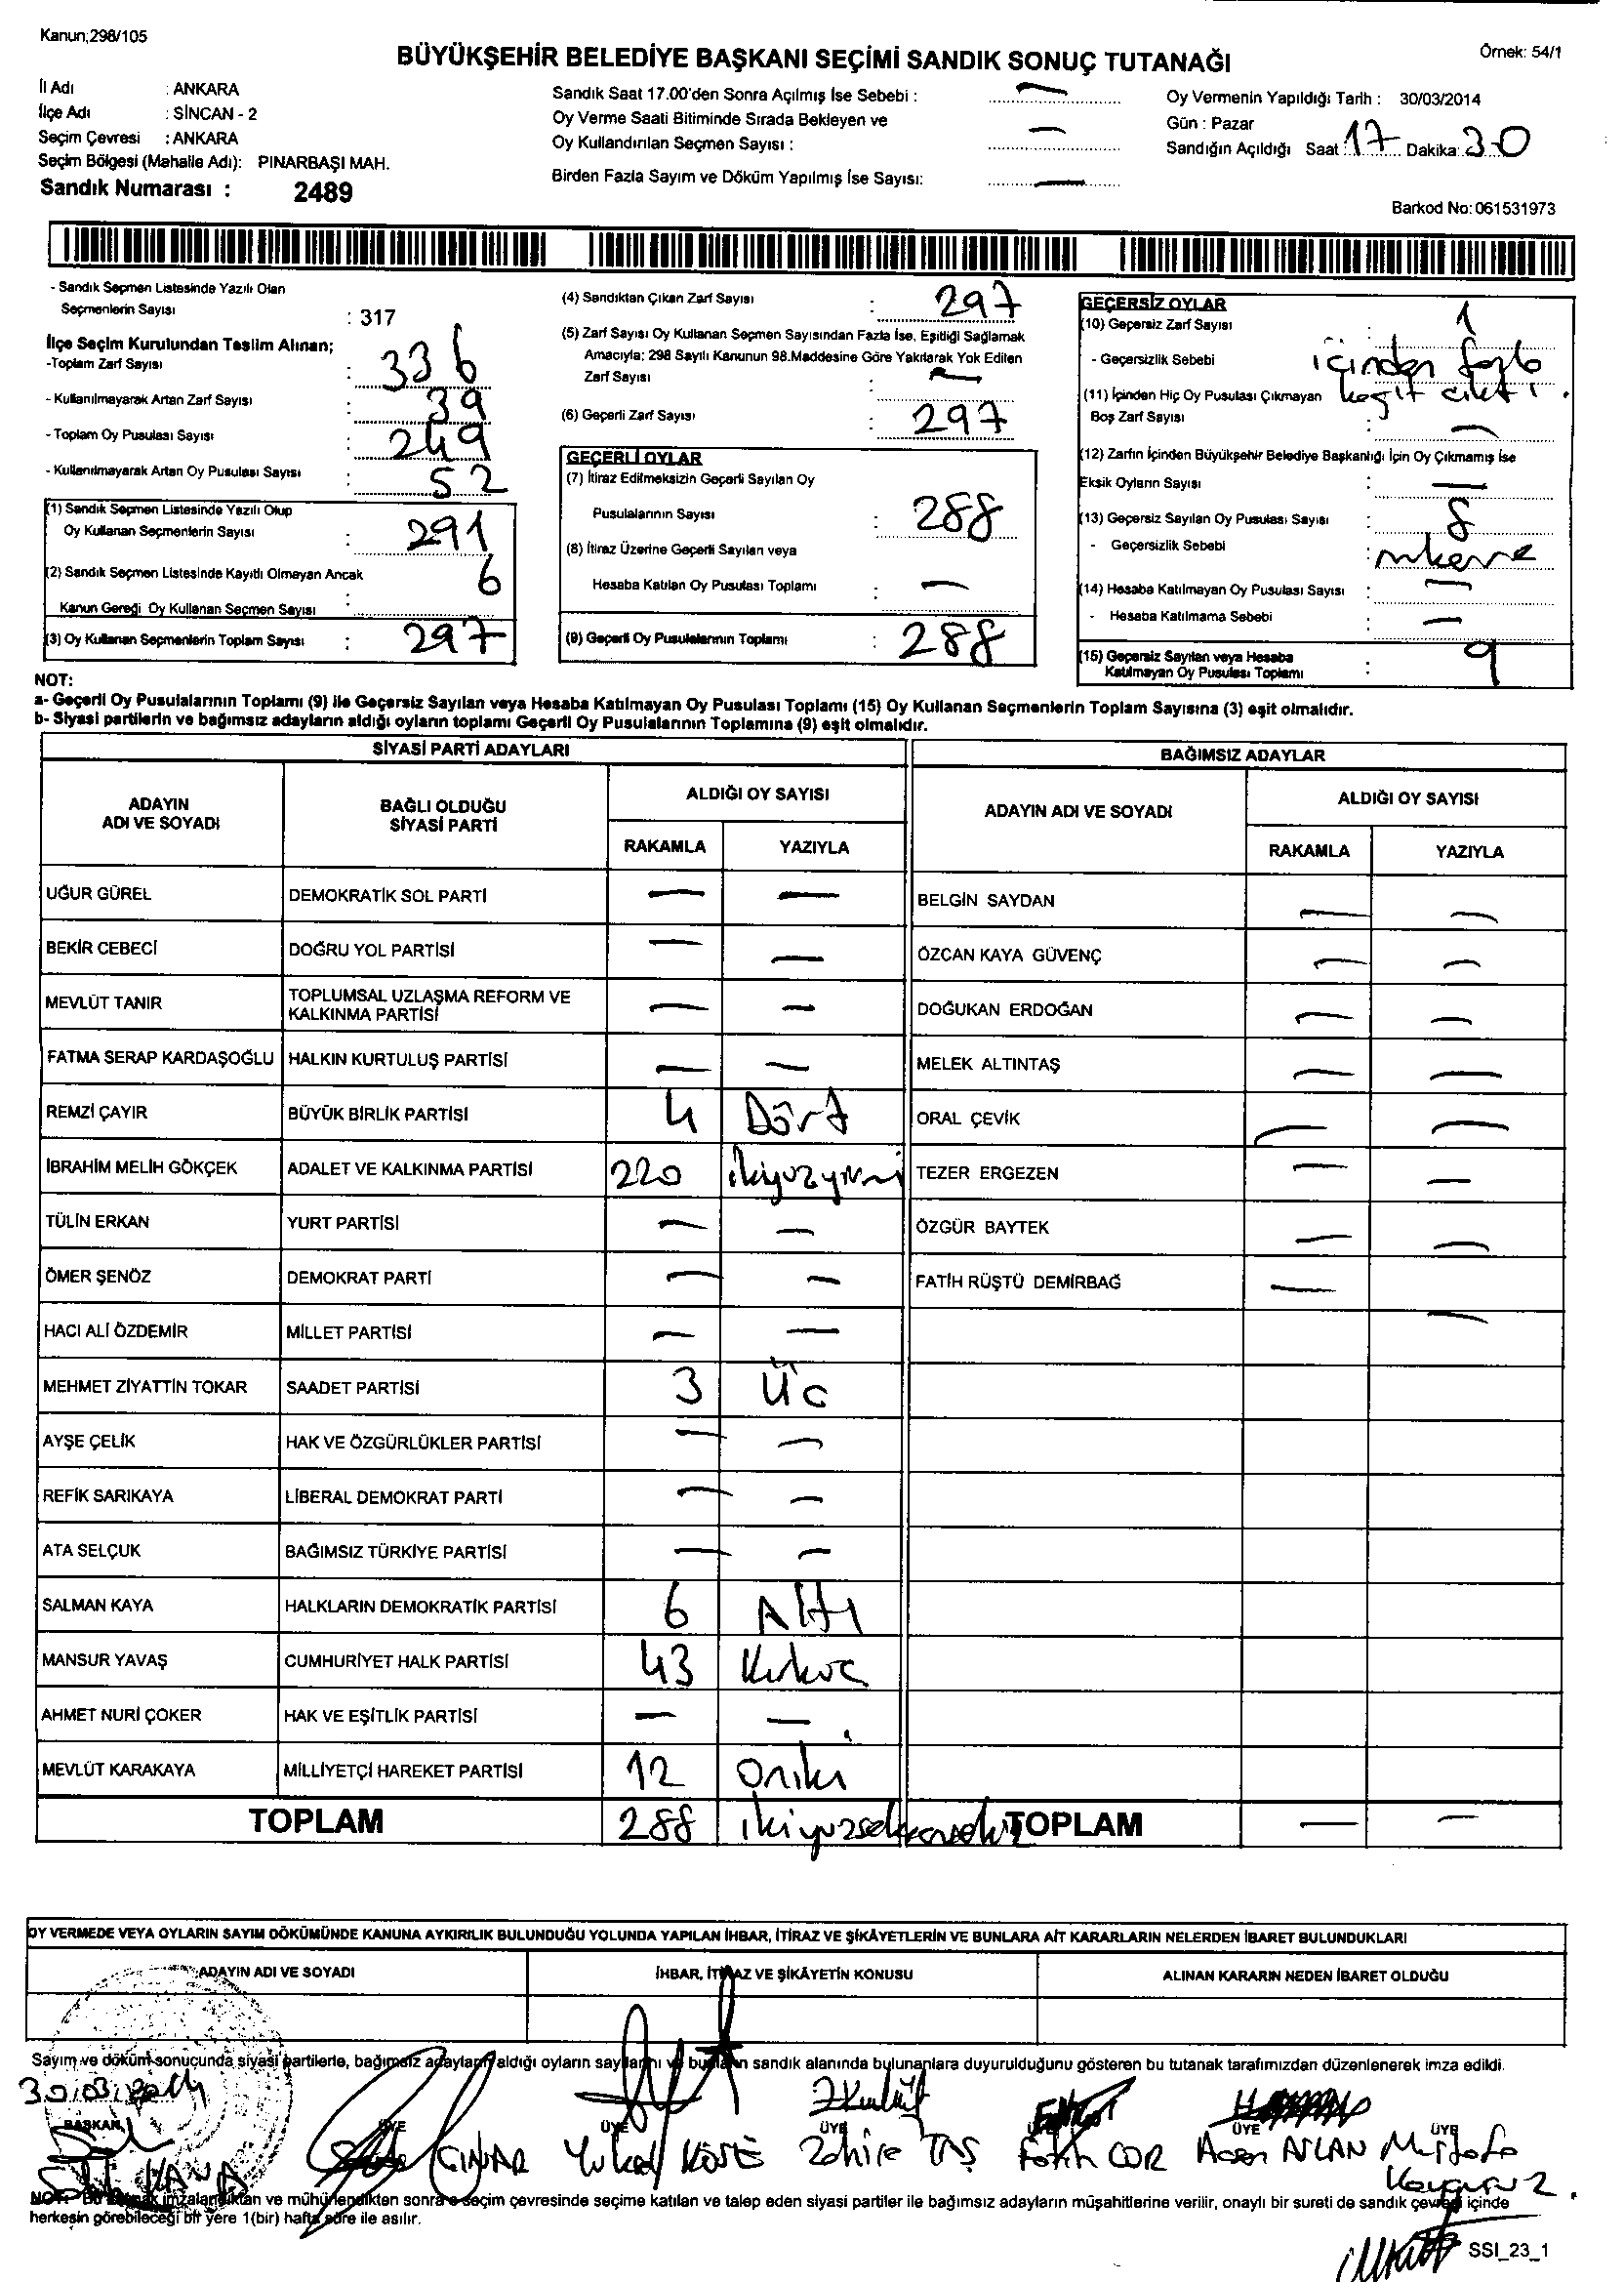 Kanun;298/105
BÜYÜKŞEHİR BELEDİYE BAŞKANI SEÇİMİ SANDIK SONUÇ TUTANAĞI
Örnek: 54/1
İl Adı : ANKARA
İlçe Adı : SİNCAN - 2
Seçim Çevresi : ANKARA
Seçim Bölgesi (Mahalle Adı): PINARBAŞI MAH.
Sandık Numarası : 2489
Sandık Saat 17.00'den Sonra Açılmış İse Sebebi : —
Oy Verme Saati Bitiminde Sırada Bekleyen ve
Oy Kullandırılan Seçmen Sayısı : —
Birden Fazla Sayım ve Döküm Yapılmış İse Sayısı: —
Oy Vermenin Yapıldığı Tarih : 30/03/2014
Gün : Pazar
Sandığın Açıldığı Saat 17 Dakika: 30
Barkod No:061531973
- Sandık Seçmen Listesinde Yazılı Olan
Seçmenlerin Sayısı : 317
İlçe Seçim Kurulundan Teslim Alınan;
-Toplam Zarf Sayısı : 336
- Kullanılmayarak Artan Zarf Sayısı : 39
- Toplam Oy Pusulası Sayısı : 249
- Kullanılmayarak Artan Oy Pusulası Sayısı : 52
(1) Sandık Seçmen Listesinde Yazılı Olup
Oy Kullanan Seçmenlerin Sayısı : 291
(2) Sandık Seçmen Listesinde Kayıtlı Olmayan Ancak
Kanun Gereği Oy Kullanan Seçmen Sayısı : 6
(3) Oy Kullanan Seçmenlerin Toplam Sayısı : 297
(4) Sandıktan Çıkan Zarf Sayısı : 297
(5) Zarf Sayısı Oy Kullanan Seçmen Sayısından Fazla İse, Eşitliği Sağlamak
Amacıyla; 298 Sayılı Kanunun 98.Maddesine Göre Yakılarak Yok Edilen
Zarf Sayısı : —
(6) Geçerli Zarf Sayısı : 297
GEÇERLİ OYLAR
(7) İtiraz Edilmeksizin Geçerli Sayılan Oy
Pusulalarının Sayısı : 288
(8) İtiraz Üzerine Geçerli Sayılan veya
Hesaba Katılan Oy Pusulası Toplamı : —
(9) Geçerli Oy Pusulalarının Toplamı : 288
GEÇERSİZ OYLAR
(10) Geçersiz Zarf Sayısı : 1
- Geçersizlik Sebebi : içinden fazla
kağıt çıktı.
(11) İçinden Hiç Oy Pusulası Çıkmayan
Boş Zarf Sayısı : —
(12) Zarfın İçinden Büyükşehir Belediye Başkanlığı İçin Oy Çıkmamış İse
Eksik Oyların Sayısı : —
(13) Geçersiz Sayılan Oy Pusulası Sayısı : 8
- Geçersizlik Sebebi :
(14) Hesaba Katılmayan Oy Pusulası Sayısı : —
- Hesaba Katılmama Sebebi : —
(15) Geçersiz Sayılan veya Hesaba
Katılmayan Oy Pusulası Toplamı : 9
NOT:
a- Geçerli Oy Pusulalarının Toplamı (9) ile Geçersiz Sayılan veya Hesaba Katılmayan Oy Pusulası Toplamı (15) Oy Kullanan Seçmenlerin Toplam Sayısına (3) eşit olmalıdır.
b- Siyasi partilerin ve bağımsız adayların aldığı oyların toplamı Geçerli Oy Pusulalarının Toplamına (9) eşit olmalıdır.
SİYASİ PARTİ ADAYLARI
ADAYIN ADI VE SOYADI
BAĞLI OLDUĞU SİYASİ PARTİ
ALDIĞI OY SAYISI
RAKAMLA YAZIYLA
UĞUR GÜREL DEMOKRATİK SOL PARTİ — —
BEKİR CEBECİ DOĞRU YOL PARTİSİ — —
MEVLÜT TANIR TOPLUMSAL UZLAŞMA REFORM VE KALKINMA PARTİSİ — —
FATMA SERAP KARDAŞOĞLU HALKIN KURTULUŞ PARTİSİ — —
REMZİ ÇAYIR BÜYÜK BİRLİK PARTİSİ 4 Dört
İBRAHİM MELİH GÖKÇEK ADALET VE KALKINMA PARTİSİ 220 ikiyüzyirmi
TÜLİN ERKAN YURT PARTİSİ — —
ÖMER ŞENÖZ DEMOKRAT PARTİ — —
HACI ALİ ÖZDEMİR MİLLET PARTİSİ — —
MEHMET ZİYATTİN TOKAR SAADET PARTİSİ 3 Üc
AYŞE ÇELİK HAK VE ÖZGÜRLÜKLER PARTİSİ — —
REFİK SARIKAYA LİBERAL DEMOKRAT PARTİ — —
ATA SELÇUK BAĞIMSIZ TÜRKİYE PARTİSİ — —
SALMAN KAYA HALKLARIN DEMOKRATİK PARTİSİ 6 Altı
MANSUR YAVAŞ CUMHURİYET HALK PARTİSİ 43 Kırküç
AHMET NURİ ÇOKER HAK VE EŞİTLİK PARTİSİ — —
MEVLÜT KARAKAYA MİLLİYETÇİ HAREKET PARTİSİ 12 Oniki
TOPLAM 288 ikiyüzseksensekiz
BAĞIMSIZ ADAYLAR
ADAYIN ADI VE SOYADI
ALDIĞI OY SAYISI
RAKAMLA YAZIYLA
BELGİN SAYDAN — —
ÖZCAN KAYA GÜVENÇ — —
DOĞUKAN ERDOĞAN — —
MELEK ALTINTAŞ — —
ORAL ÇEVİK — —
TEZER ERGEZEN — —
ÖZGÜR BAYTEK — —
FATİH RÜŞTÜ DEMİRBAĞ — —
TOPLAM — —
OY VERMEDE VEYA OYLARIN SAYIM DÖKÜMÜNDE KANUNA AYKIRILIK BULUNDUĞU YOLUNDA YAPILAN İHBAR, İTİRAZ VE ŞİKÂYETLERİN VE BUNLARA AİT KARARLARIN NELERDEN İBARET BULUNDUKLARI
ADAYIN ADI VE SOYADI
İHBAR, İTİRAZ VE ŞİKÂYETİN KONUSU
ALINAN KARARIN NEDEN İBARET OLDUĞU
Sayım ve döküm sonucunda siyasi partilerle, bağımsız adayların aldığı oyların sayılarını ve bunların sandık alanında bulunanlara duyurulduğunu gösteren bu tutanak tarafımızdan düzenlenerek imza edildi.
30/03/2014
BAŞKAN ÜYE ÜYE ÜYE ÜYE ÜYE
ÇINAR Yüksel KÖSE Zahire TAŞ Fatih COR ASLAN Mustafa
NOT: Bu tutanak imzalandıktan ve mühürlendikten sonra seçim çevresinde seçime katılan ve talep eden siyasi partiler ile bağımsız adayların müşahitlerine verilir, onaylı bir sureti de sandık çevresi içinde
herkesin görebileceği bir yere 1(bir) hafta süre ile asılır.
SSI_23_1